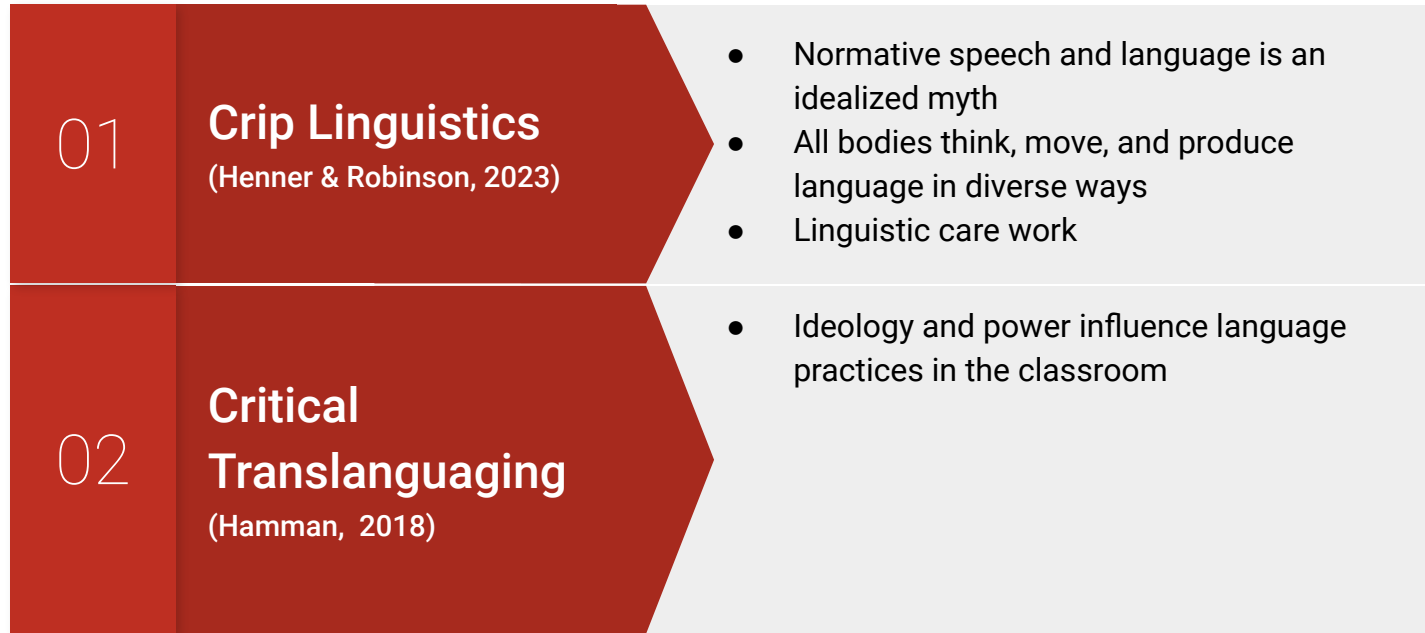 01
Crip Linguistics
(Henner & Robinson, 2023)
● Normative speech and language is an
idealized myth
● All bodies think, move, and produce
language in diverse ways
● Linguistic care work
02
Critical
Translanguaging
(Hamman, 2018)
● Ideology and power influence language
practices in the classroom